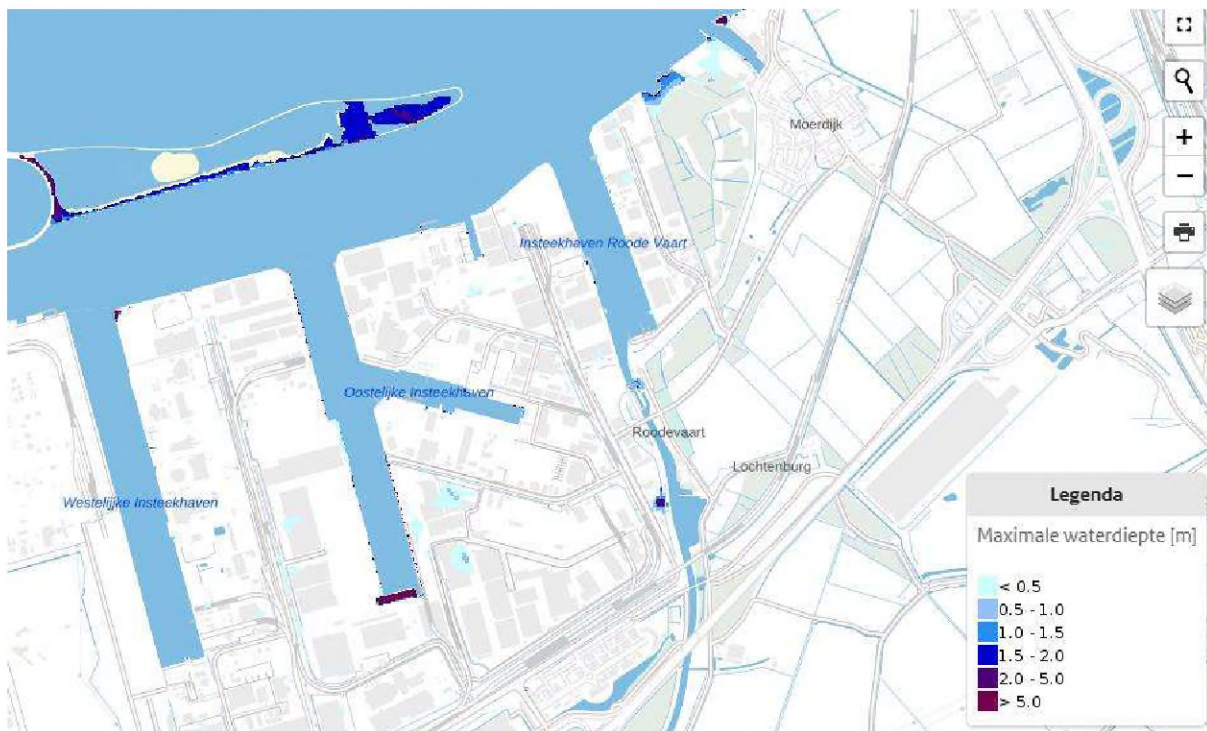 Moerdijk
Insteekhaven Roode Vaart
+
−
Oostelijke Insteekhaven
Roodevaart
Lochtenburg
Westelijke Insteekhaven
Legenda
Maximale waterdiepte [m]
< 0.5
0.5 - 1.0
1.0 - 1.5
1.5 - 2.0
2.0 - 5.0
> 5.0